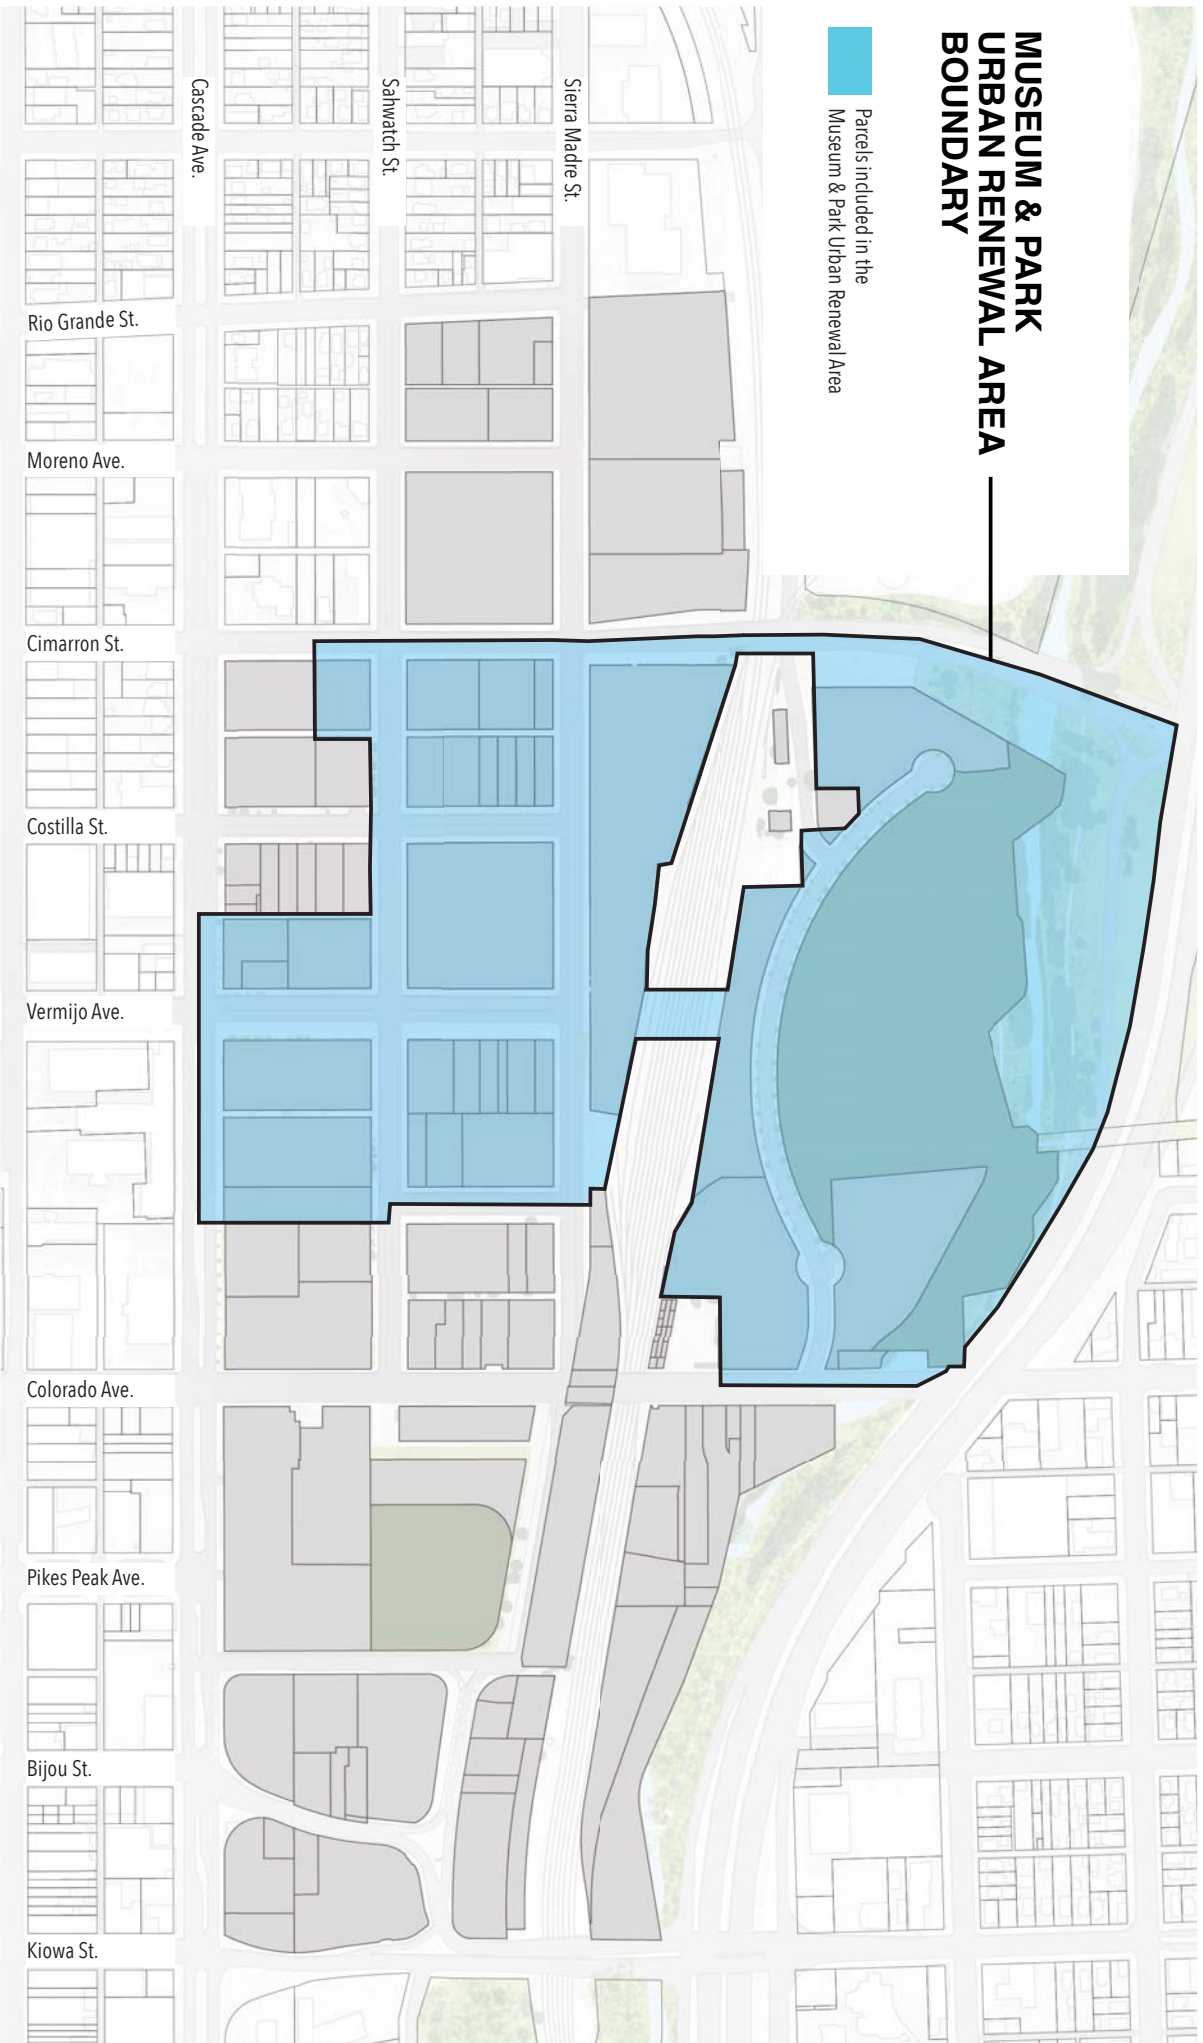 MUSEUM & PARK
URBAN RENEWAL AREA
BOUNDARY
Parcels included in the
Museum & Park Urban Renewal Area
Sierra Madre St.
Sahwatch St.
Cascade Ave.
Rio Grande St.
Moreno Ave.
Cimarron St.
Costilla St.
Vermijo Ave.
Colorado Ave.
Pikes Peak Ave.
Bijou St.
Kiowa St.